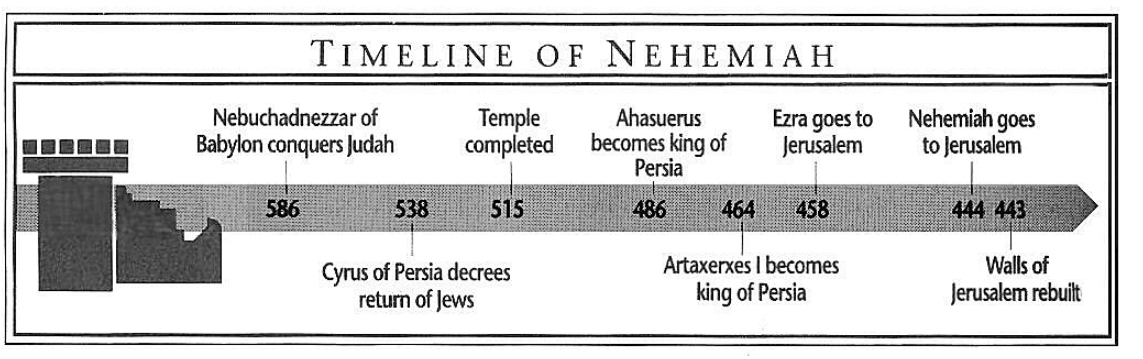 TIMELINE OF NEHEMIAH
Nebuchadnezzar of
Babylon conquers Judah
Temple
completed
Ahasuerus
becomes king of
Persia
Ezra goes to
Jerusalem
Nehemiah goes
to Jerusalem
586 538 515 486 464 458 444 443
Cyrus of Persia decrees
return of Jews
Artaxerxes I becomes
king of Persia
Walls of
Jerusalem rebuilt